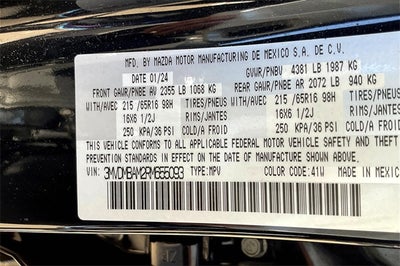 MFD. BY MAZDA MOTOR MANUFACTURING DE MEXICO S.A. DE C.V.
DATE 01/24 GVWR/PNBV 4381 LB 1987 KG
FRONT GAWR/PNBE AV 2355 LB 1068 KG REAR GAWR/PNBE AR 2072 LB 940 KG
WITH/AVEC 215 /65R16 98H TIRES/PNEU WITH/AVEC 215 /65R16 98H TIRES/PNEU
16X6 1/2J RIMS/JANTES 16X6 1/2J RIMS/JANTES
250 KPA/36 PSI COLD/A FROID 250 KPA/36 PSI COLD/A FROID
THIS VEHICLE CONFORMS TO ALL APPLICABLE FEDERAL MOTOR VEHICLE SAFETY AND THEFT
PREVENTION STANDARDS IN EFFECT ON THE DATE OF MANUFACTURE SHOWN ABOVE.
VIN: 3MVDMBAM2RM656093 TYPE:MPV COLOR CODE:41W MADE IN MEXICO